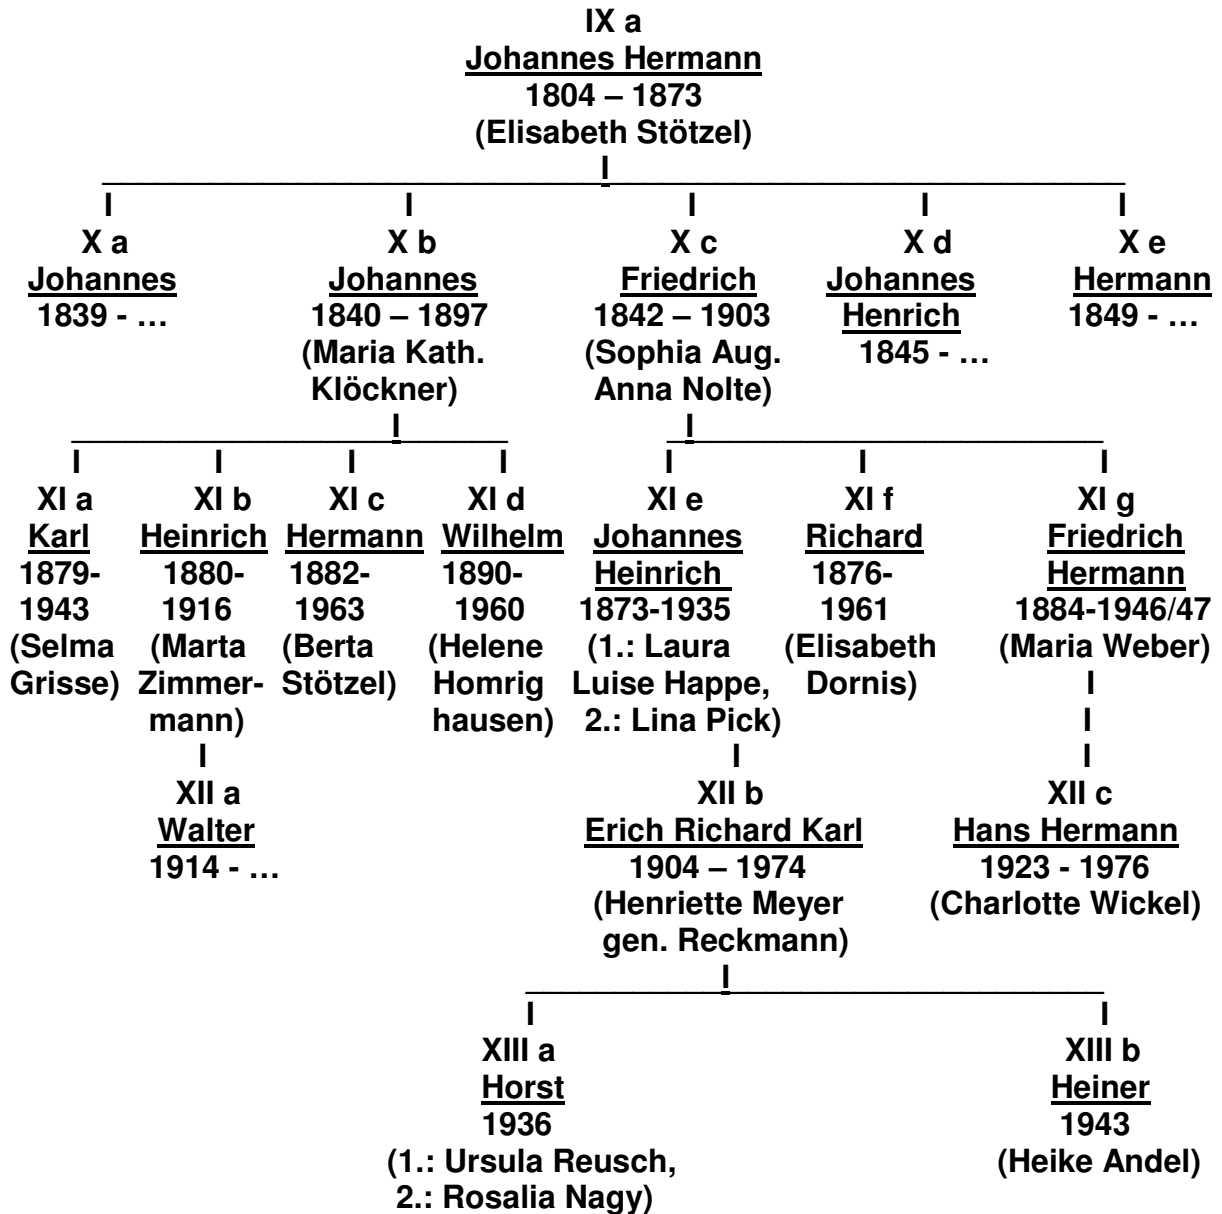 IX a
Johannes Hermann
1804 – 1873
(Elisabeth Stötzel)
I
I I I I I
X a X b X c X d X e
Johannes Johannes Friedrich Johannes Hermann
1839 - … 1840 – 1897 1842 – 1903 Henrich 1849 - …
(Maria Kath. (Sophia Aug. 1845 - …
Klöckner) Anna Nolte)
I I
I I I I I I I
XI a XI b XI c XI d XI e XI f XI g
Karl Heinrich Hermann Wilhelm Johannes Richard Friedrich
1879- 1880- 1882- 1890- Heinrich 1876- Hermann
1943 1916 1963 1960 1873-1935 1961 1884-1946/47
(Selma (Marta (Berta (Helene (1.: Laura (Elisabeth (Maria Weber)
Grisse) Zimmer- Stötzel) Homrig Luise Happe, Dornis) I
mann) hausen) 2.: Lina Pick) I
I I I
XII a XII b XII c
Walter Erich Richard Karl Hans Hermann
1914 - … 1904 – 1974 1923 - 1976
(Henriette Meyer (Charlotte Wickel)
gen. Reckmann)
I
I I
XIII a XIII b
Horst Heiner
1936 1943
(1.: Ursula Reusch, (Heike Andel)
2.: Rosalia Nagy)